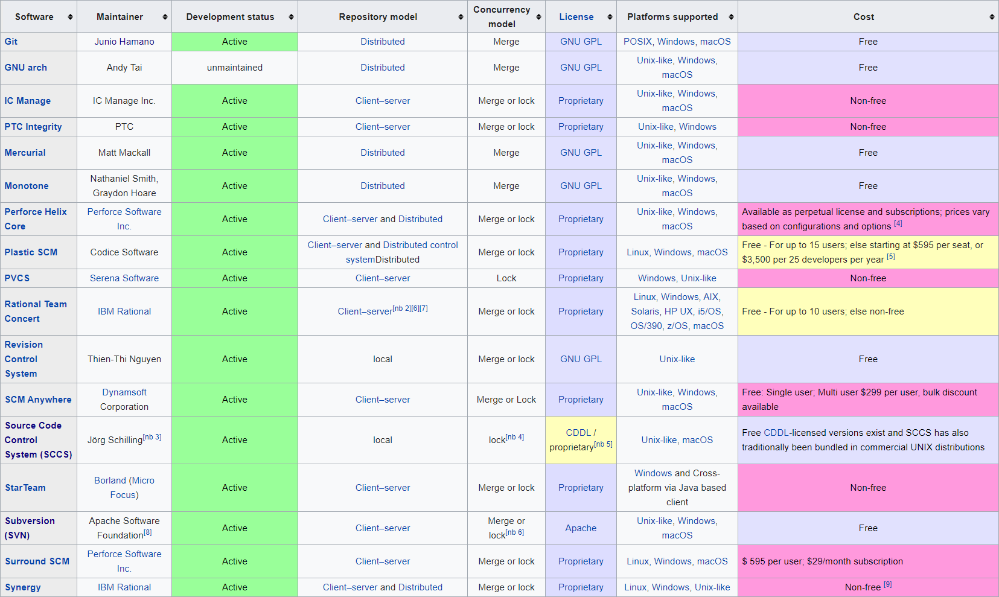 Software Maintainer Development status Repository model Concurrency model License Platforms supported Cost
Git Junio Hamano Active Distributed Merge GNU GPL POSIX, Windows, macOS Free
GNU arch Andy Tai unmaintained Distributed Merge GNU GPL Unix-like, Windows, macOS Free
IC Manage IC Manage Inc. Active Client–server Merge or lock Proprietary Unix-like, Windows, macOS Non-free
PTC Integrity PTC Active Client–server Merge or lock Proprietary Unix-like, Windows Non-free
Mercurial Matt Mackall Active Distributed Merge GNU GPL Unix-like, Windows, macOS Free
Monotone Nathaniel Smith, Graydon Hoare Active Distributed Merge GNU GPL Unix-like, Windows, macOS Free
Perforce Helix Core Perforce Software Inc. Active Client–server and Distributed Merge or lock Proprietary Unix-like, Windows, macOS Available as perpetual license and subscriptions; prices vary based on configurations and options [4]
Plastic SCM Codice Software Active Client–server and Distributed control systemDistributed Merge or lock Proprietary Linux, Windows, macOS Free - For up to 15 users; else starting at $595 per seat, or $3,500 per 25 developers per year [5]
PVCS Serena Software Active Client–server Lock Proprietary Windows, Unix-like Non-free
Rational Team Concert IBM Rational Active Client–server[nb 2][6][7] Merge or lock Proprietary Linux, Windows, AIX, Solaris, HP UX, i5/OS, OS/390, z/OS, macOS Free - For up to 10 users; else non-free
Revision Control System Thien-Thi Nguyen Active local Merge or lock GNU GPL Unix-like Free
SCM Anywhere Dynamsoft Corporation Active Client–server Merge or Lock Proprietary Unix-like, Windows, macOS Free: Single user; Multi user $299 per user, bulk discount available
Source Code Control System (SCCS) Jörg Schilling[nb 3] Active local lock[nb 4] CDDL / proprietary[nb 5] Unix-like, macOS Free CDDL-licensed versions exist and SCCS has also traditionally been bundled in commercial UNIX distributions
StarTeam Borland (Micro Focus) Active Client–server Merge or lock Proprietary Windows and Cross-platform via Java based client Non-free
Subversion (SVN) Apache Software Foundation[8] Active Client–server Merge or lock[nb 6] Apache Unix-like, Windows, macOS Free
Surround SCM Perforce Software Inc. Active Client–server Merge or lock Proprietary Linux, Windows, macOS $ 595 per user; $29/month subscription
Synergy IBM Rational Active Client–server and Distributed Merge or lock Proprietary Linux, Windows, Unix-like Non-free [9]